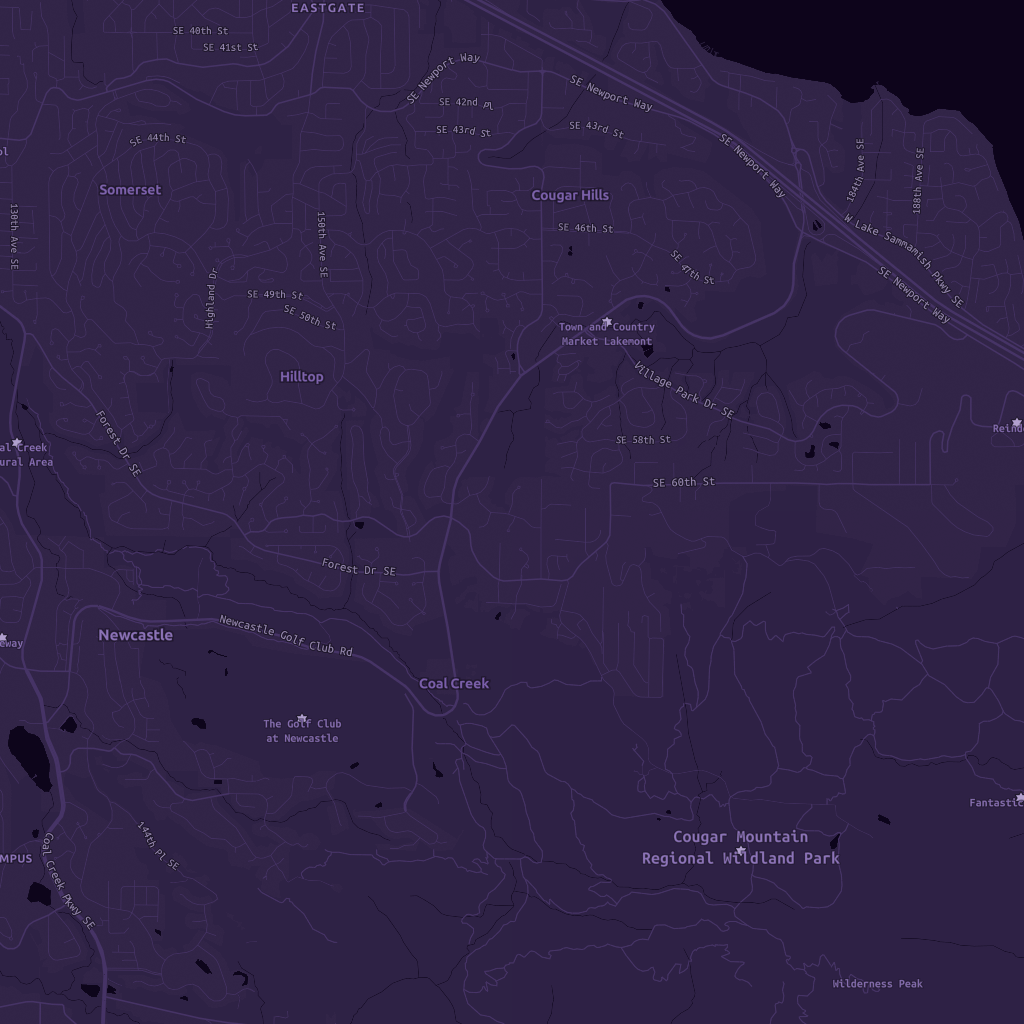 EASTGATE
SE 40th St
SE 41st St
SE Newport Way
SE 42nd Pl
SE Newport Way
SE 43rd St
SE 43rd St
SE 44th St
SE Newport Way
ol
184th Ave SE
188th Ave SE
Somerset
Cougar Hills
130th Ave SE
150th Ave SE
SE 46th St
W Lake Sammamish Pkwy SE
SE 47th St
Highland Dr
SE 49th St
SE Newport Way
SE 50th St
Town and Country
Market Lakemont
Hilltop
Village Park Dr SE
Forest Dr SE
Reind
SE 58th St
al Creek
ural Area
SE 60th St
Forest Dr SE
Newcastle
Newcastle Golf Club Rd
eway
Coal Creek
The Golf Club
at Newcastle
Fantastic
144th Pl SE
Cougar Mountain
Regional Wildland Park
MPUS
Coal Creek Pkwy SE
Wilderness Peak